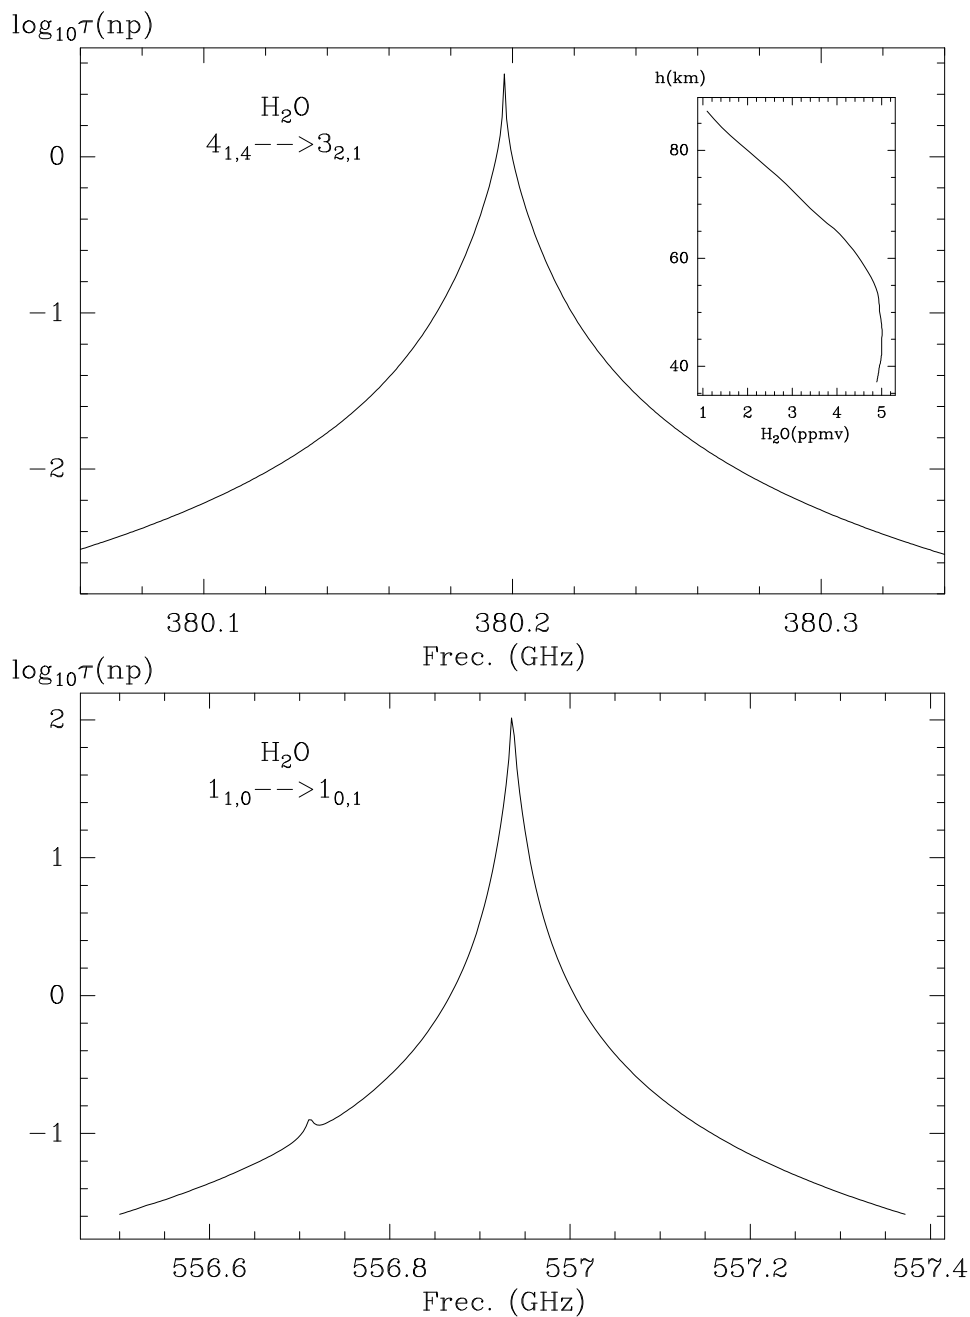 log₁₀τ(np)
H₂O
4₁,₄-->3₂,₁
0
-1
-2
h(km)
80
60
40
1 2 3 4 5
H₂O(ppmv)
380.1 380.2 380.3
Frec. (GHz)
log₁₀τ(np)
H₂O
1₁,₀-->1₀,₁
2
1
0
-1
556.6 556.8 557 557.2 557.4
Frec. (GHz)